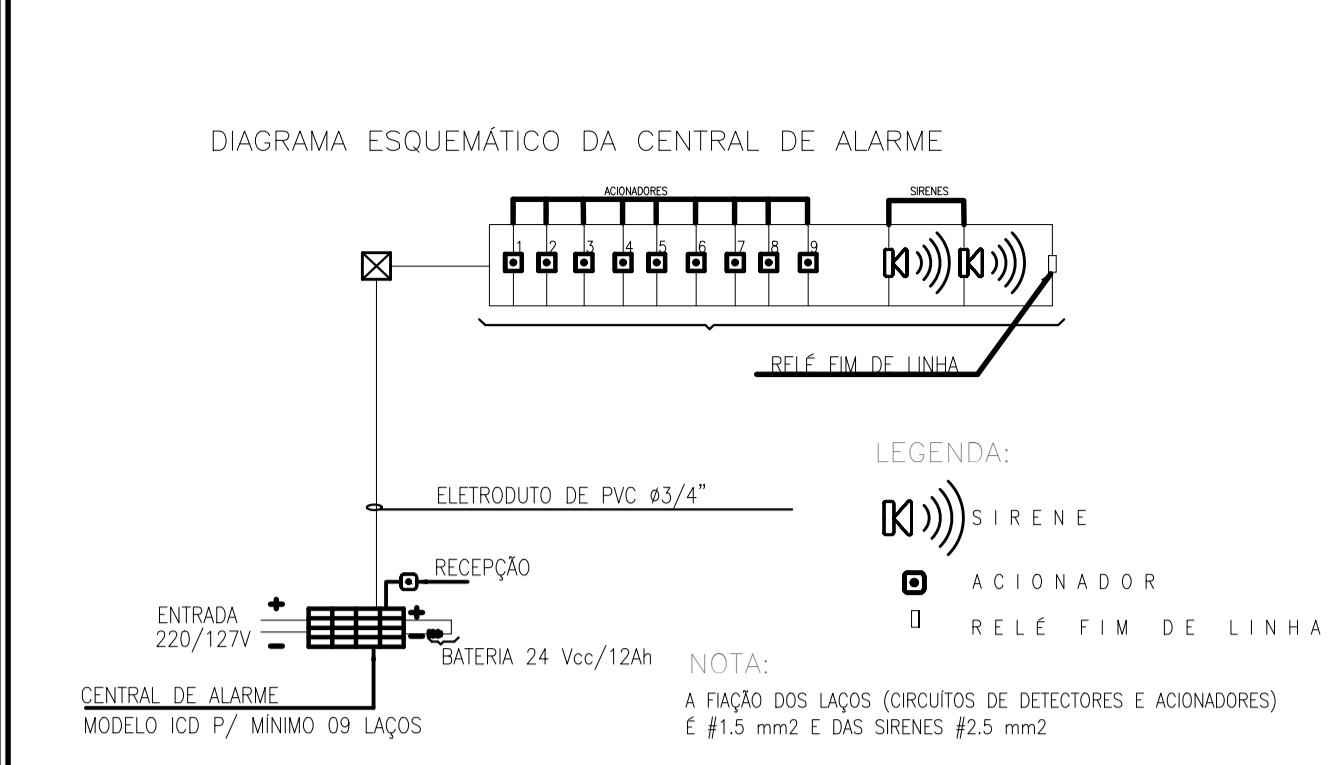 DIAGRAMA ESQUEMÁTICO DA CENTRAL DE ALARME
ACIONADORES
SIRENES
1 2 3 4 5 6 7 8 9
RELÉ FIM DE LINHA
ELETRODUTO DE PVC ø3/4"
RECEPÇÃO
ENTRADA
220/127V
+
-
+
-
BATERIA 24 Vcc/12Ah
CENTRAL DE ALARME
MODELO ICD P/ MÍNIMO 09 LAÇOS
LEGENDA:
SIRENE
ACIONADOR
RELÉ FIM DE LINHA
NOTA:
A FIAÇÃO DOS LAÇOS (CIRCUÍTOS DE DETECTORES E ACIONADORES)
É #1.5 mm2 E DAS SIRENES #2.5 mm2